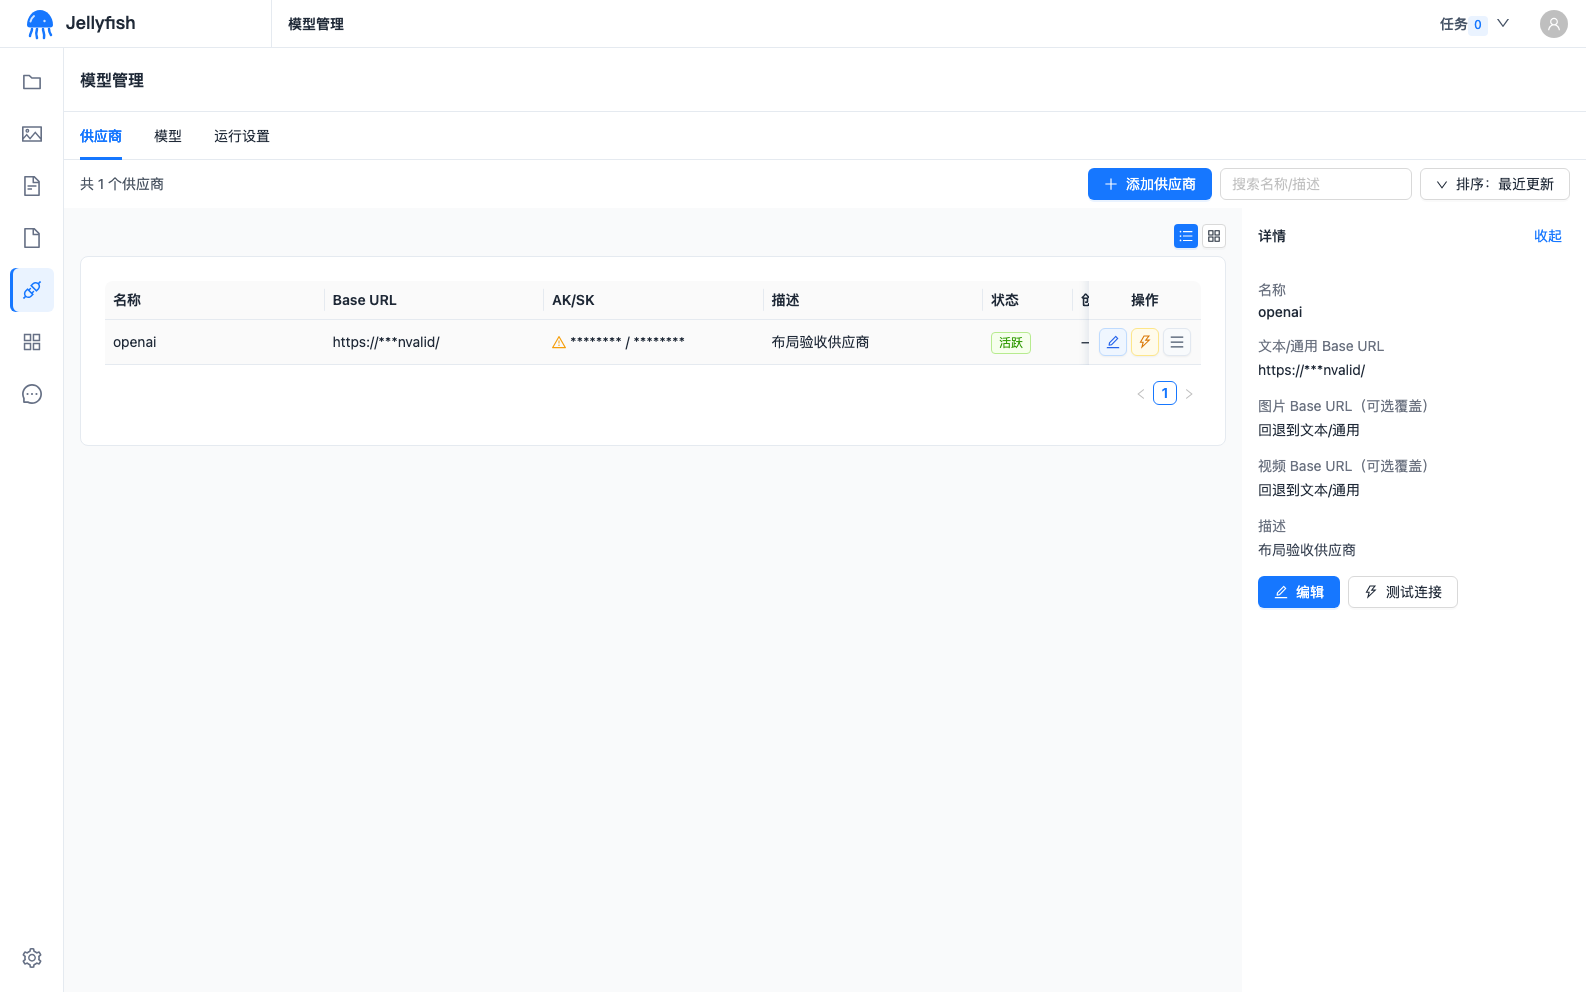 Jellyfish
模型管理
任务 0
模型管理
供应商 模型 运行设置
共 1 个供应商
添加供应商
搜索名称/描述
排序：最近更新
名称 Base URL AK/SK 描述 状态 操作
openai https://***nvalid/ ******** / ******** 布局验收供应商 活跃
1
详情 收起
名称
openai
文本/通用 Base URL
https://***nvalid/
图片 Base URL（可选覆盖）
回退到文本/通用
视频 Base URL（可选覆盖）
回退到文本/通用
描述
布局验收供应商
编辑 测试连接